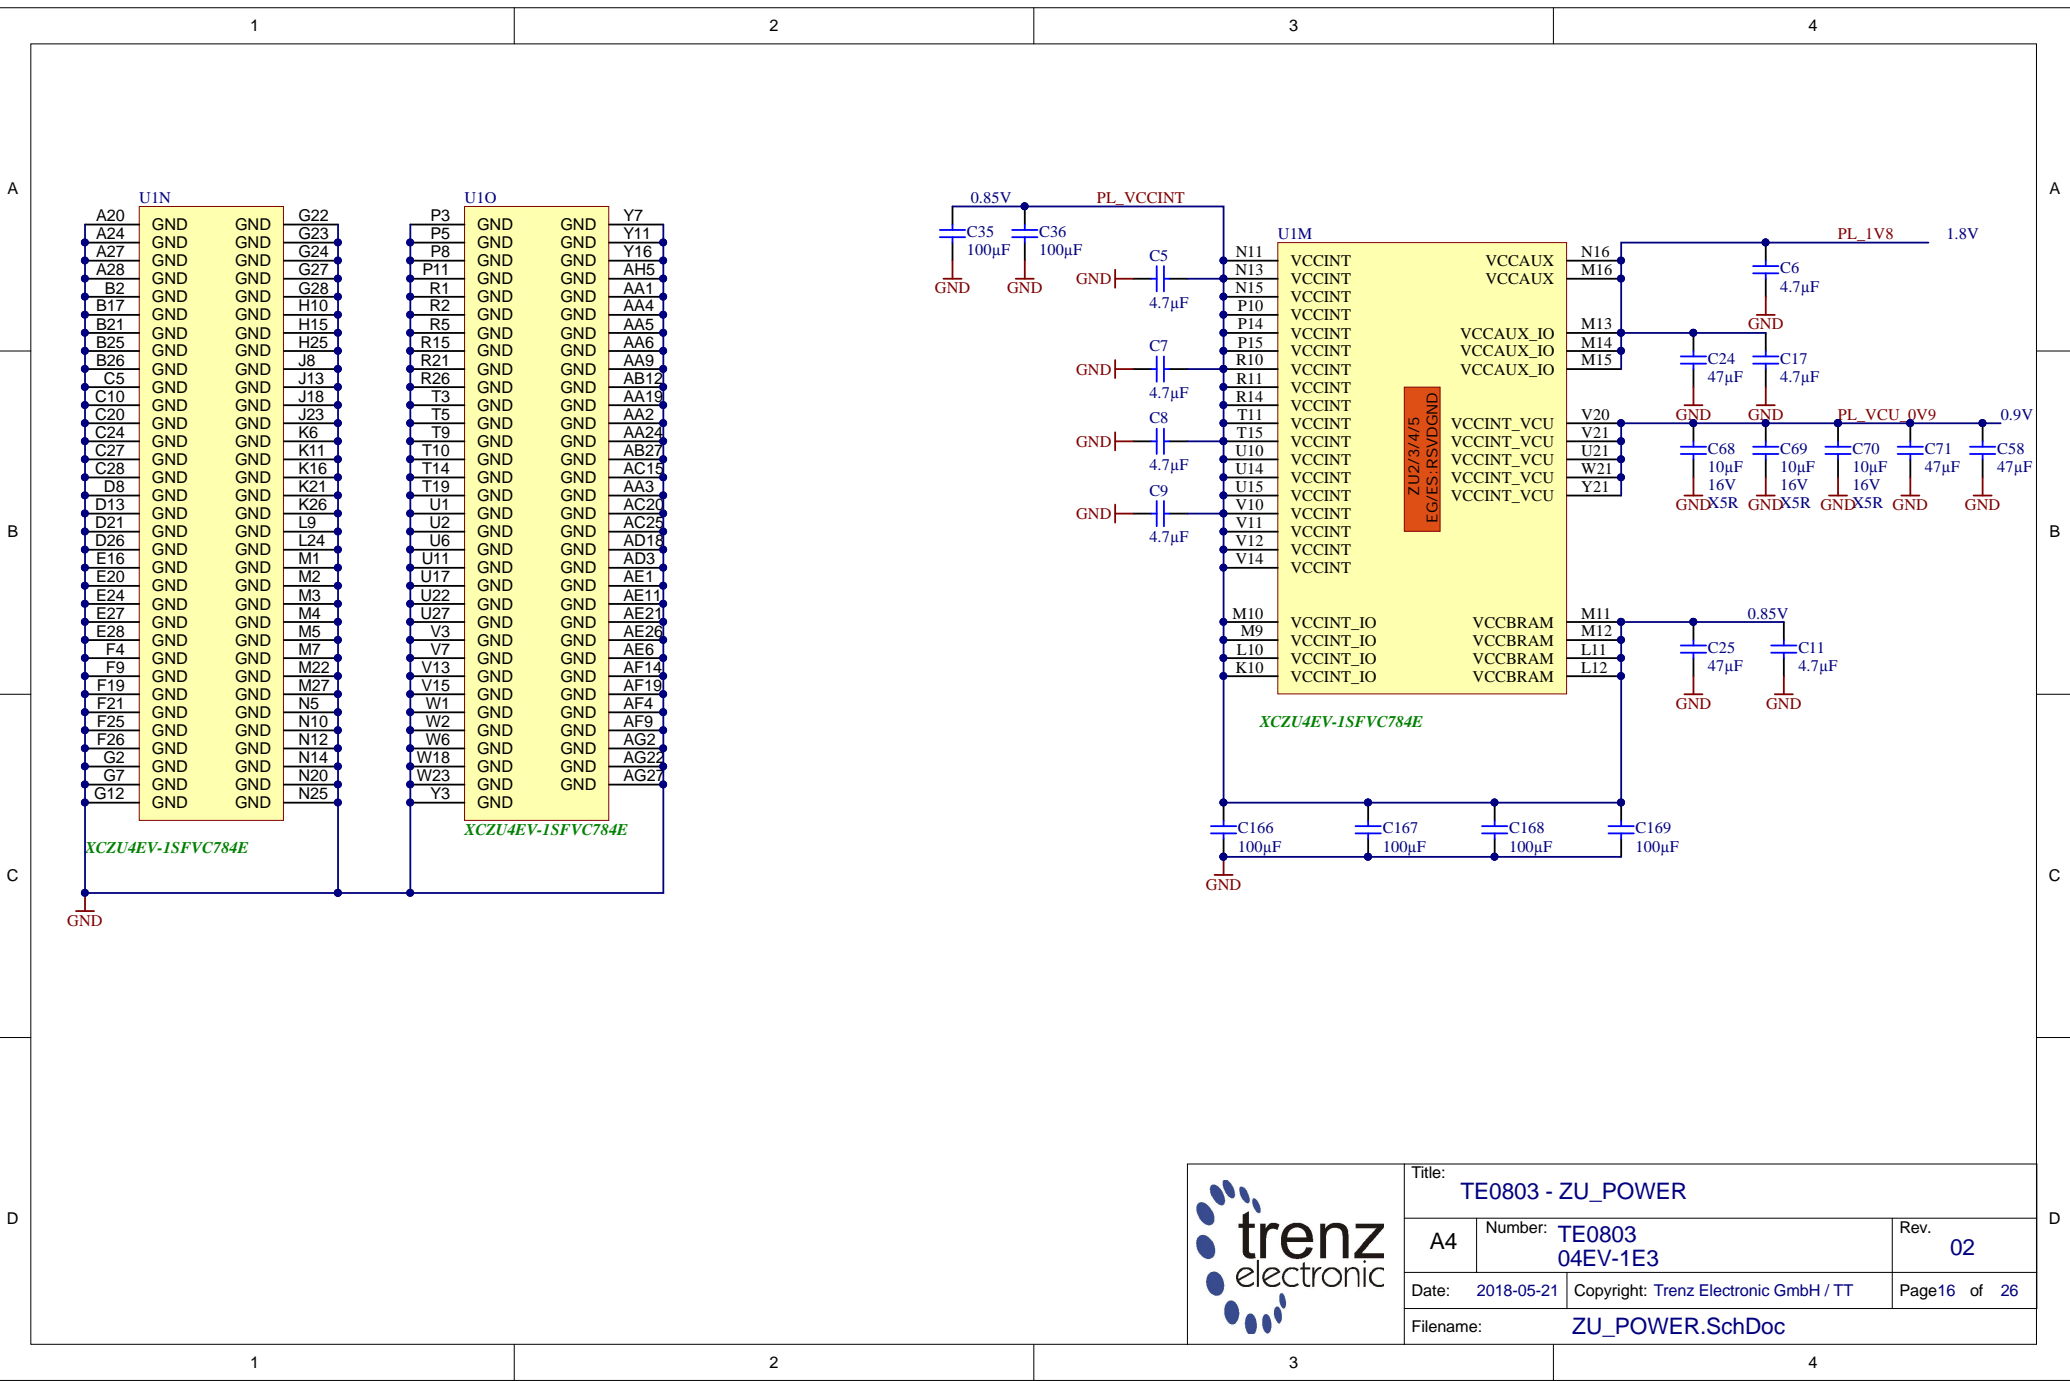 1 2 3 4
A A
B B
C C
D D
U1N
A20 GND GND G22
A24 GND GND G23
A27 GND GND G24
A28 GND GND G27
B2 GND GND G28
B17 GND GND H10
B21 GND GND H15
B25 GND GND H25
B26 GND GND J8
C5 GND GND J13
C10 GND GND J18
C20 GND GND J23
C24 GND GND K6
C27 GND GND K11
C28 GND GND K16
D8 GND GND K21
D13 GND GND K26
D21 GND GND L9
D26 GND GND L24
E16 GND GND M1
E20 GND GND M2
E24 GND GND M3
E27 GND GND M4
E28 GND GND M5
F4 GND GND M7
F9 GND GND M22
F19 GND GND M27
F21 GND GND N5
F25 GND GND N10
F26 GND GND N12
G2 GND GND N14
G7 GND GND N20
G12 GND GND N25
XCZU4EV-1SFVC784E
GND
U1O
P3 GND GND Y7
P5 GND GND Y11
P8 GND GND Y16
P11 GND GND AH5
R1 GND GND AA1
R2 GND GND AA4
R5 GND GND AA5
R15 GND GND AA6
R21 GND GND AA9
R26 GND GND AB12
T3 GND GND AA19
T5 GND GND AA2
T9 GND GND AA24
T10 GND GND AB27
T14 GND GND AC15
T19 GND GND AA3
U1 GND GND AC20
U2 GND GND AC25
U6 GND GND AD18
U11 GND GND AD3
U17 GND GND AE1
U22 GND GND AE11
U27 GND GND AE21
V3 GND GND AE26
V7 GND GND AE6
V13 GND GND AF14
V15 GND GND AF19
W1 GND GND AF4
W2 GND GND AF9
W6 GND GND AG2
W18 GND GND AG22
W23 GND GND AG27
Y3 GND
XCZU4EV-1SFVC784E
0.85V PL_VCCINT
C35 C36
100µF 100µF
GND GND
C5
GND
4.7µF
C7
GND
4.7µF
C8
GND
4.7µF
C9
GND
4.7µF
U1M
N11 VCCINT VCCAUX N16
N13 VCCINT VCCAUX M16
N15 VCCINT
P10 VCCINT
P14 VCCINT VCCAUX_IO M13
P15 VCCINT VCCAUX_IO M14
R10 VCCINT VCCAUX_IO M15
R11 VCCINT
R14 VCCINT
T11 VCCINT VCCINT_VCU V20
T15 VCCINT VCCINT_VCU V21
U10 VCCINT VCCINT_VCU U21
U14 VCCINT VCCINT_VCU W21
U15 VCCINT VCCINT_VCU Y21
V10 VCCINT
V11 VCCINT
V12 VCCINT
V14 VCCINT
M10 VCCINT_IO VCCBRAM M11
M9 VCCINT_IO VCCBRAM M12
L10 VCCINT_IO VCCBRAM L11
K10 VCCINT_IO VCCBRAM L12
ZU2/3/4/5
EG/ES:RSVDGND
XCZU4EV-1SFVC784E
PL_1V8 1.8V
C6
4.7µF
GND
C24 C17
47µF 4.7µF
GND GND
PL_VCU_0V9 0.9V
C68 C69 C70 C71 C58
10µF 10µF 10µF 47µF 47µF
16V 16V 16V
X5R X5R X5R
GND GND GND GND GND
0.85V
C25 C11
47µF 4.7µF
GND GND
C166 C167 C168 C169
100µF 100µF 100µF 100µF
GND
trenz
electronic
Title:
TE0803 - ZU_POWER
A4 Number: TE0803
04EV-1E3
Rev.
02
Date: 2018-05-21 Copyright: Trenz Electronic GmbH / TT Page16 of 26
Filename: ZU_POWER.SchDoc
1 2 3 4